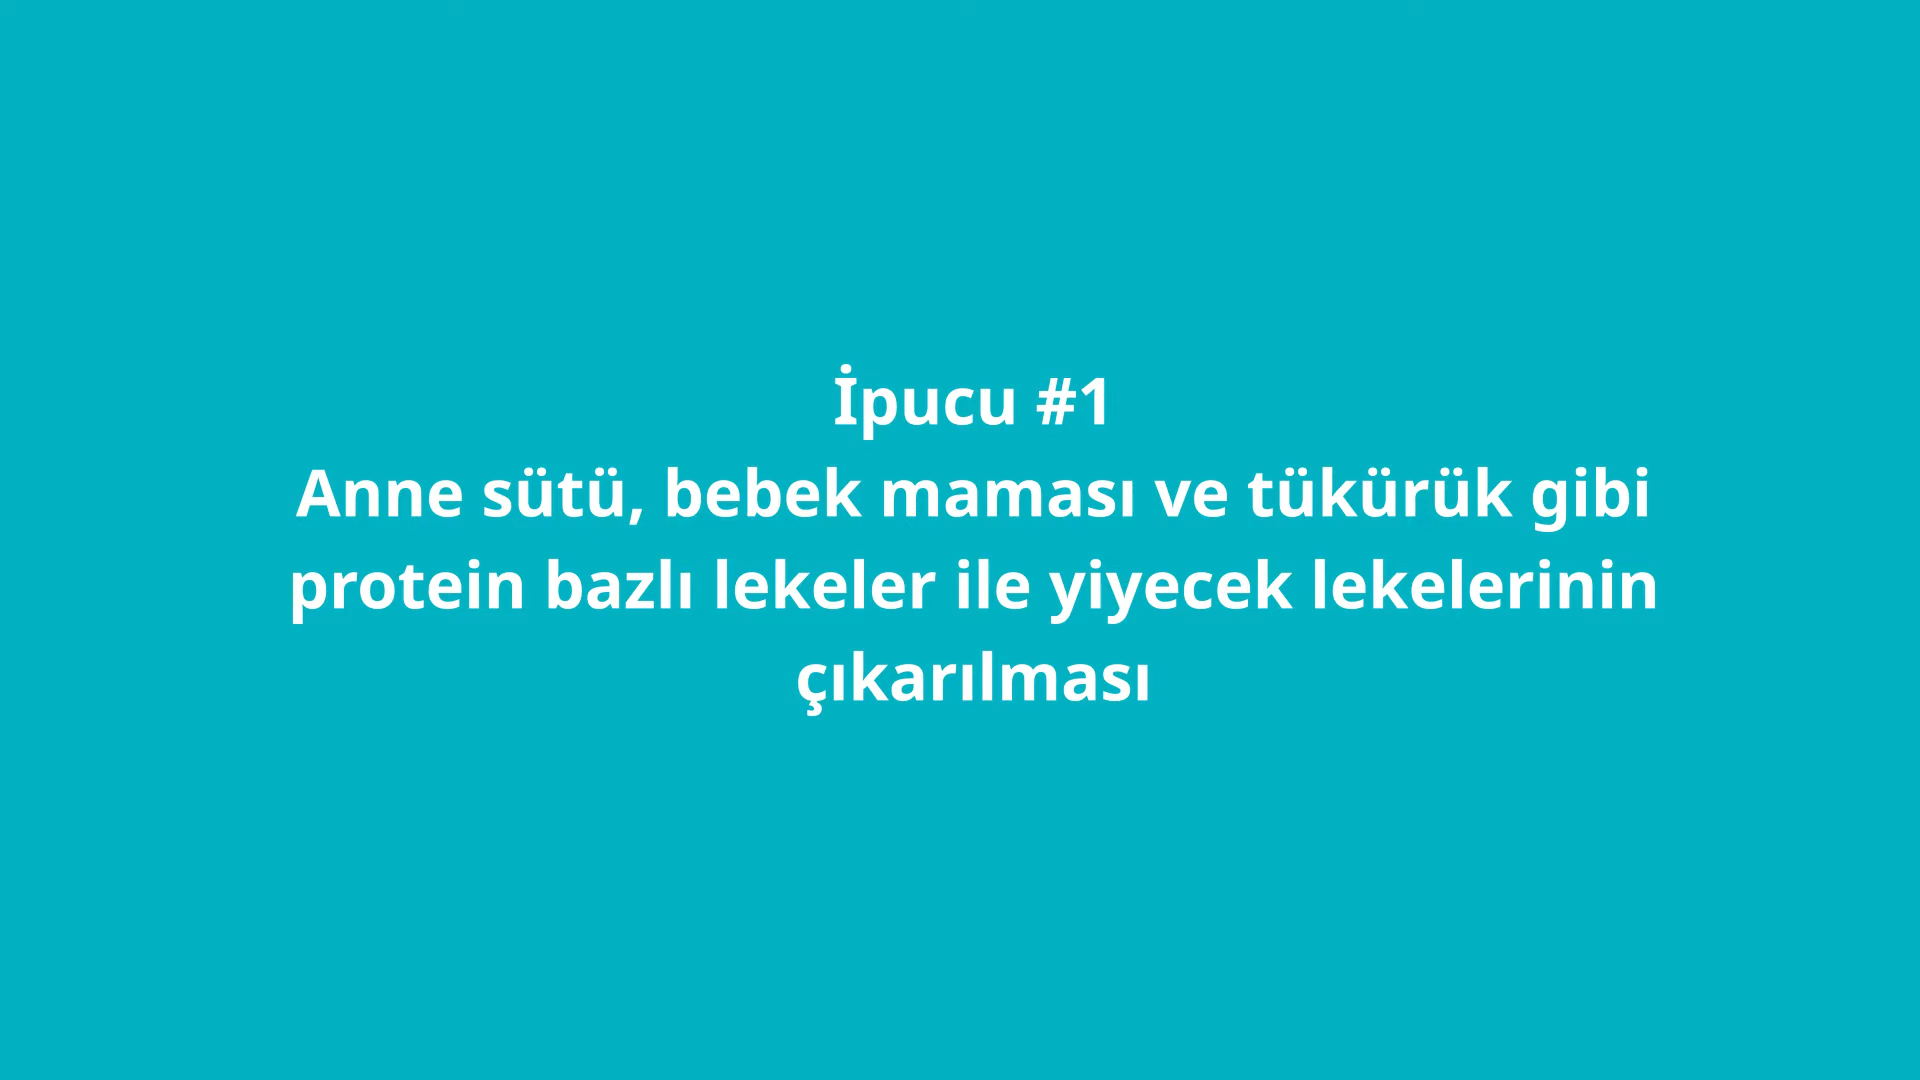 İpucu #1
Anne sütü, bebek maması ve tükürük gibi
protein bazlı lekeler ile yiyecek lekelerinin
çıkarılması